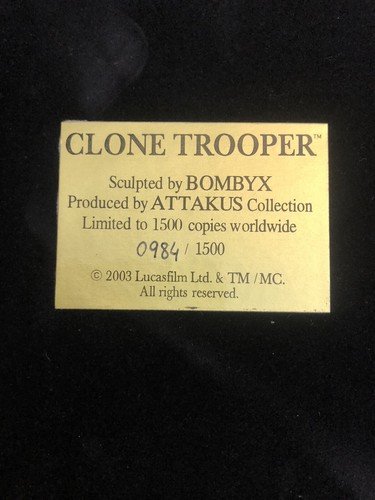 CLONE TROOPER™
Sculpted by BOMBYX
Produced by ATTAKUS Collection
Limited to 1500 copies worldwide
0984 / 1500
© 2003 Lucasfilm Ltd. & TM / MC.
All rights reserved.